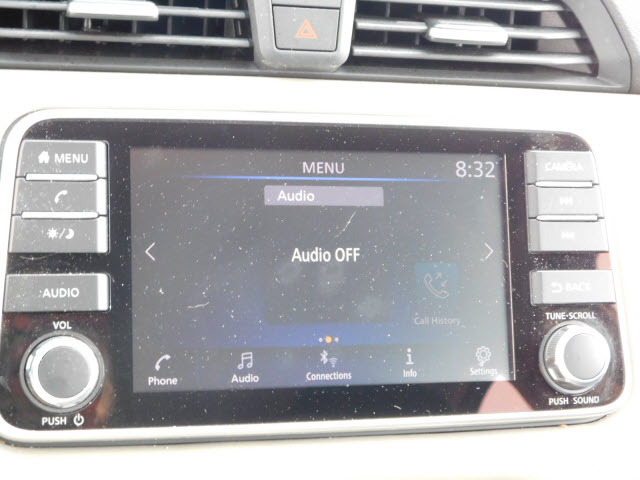 MENU
MENU
8:32
CAMERA
Audio
Audio OFF
AUDIO
BACK
Call History
VOL
TUNE·SCROLL
Phone
Audio
Connections
Info
Settings
PUSH
PUSH SOUND